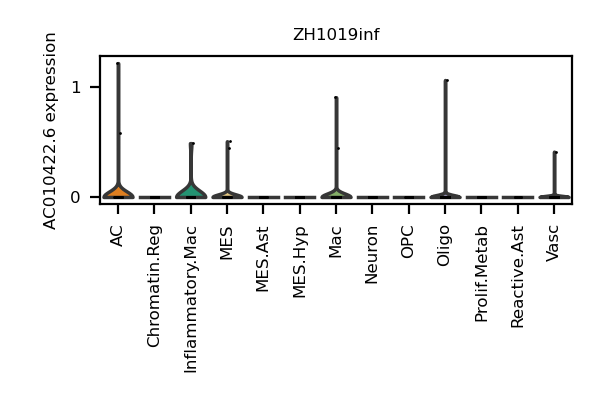 ZH1019inf
AC010422.6 expression
1
0
AC
Chromatin.Reg
Inflammatory.Mac
MES
MES.Ast
MES.Hyp
Mac
Neuron
OPC
Oligo
Prolif.Metab
Reactive.Ast
Vasc